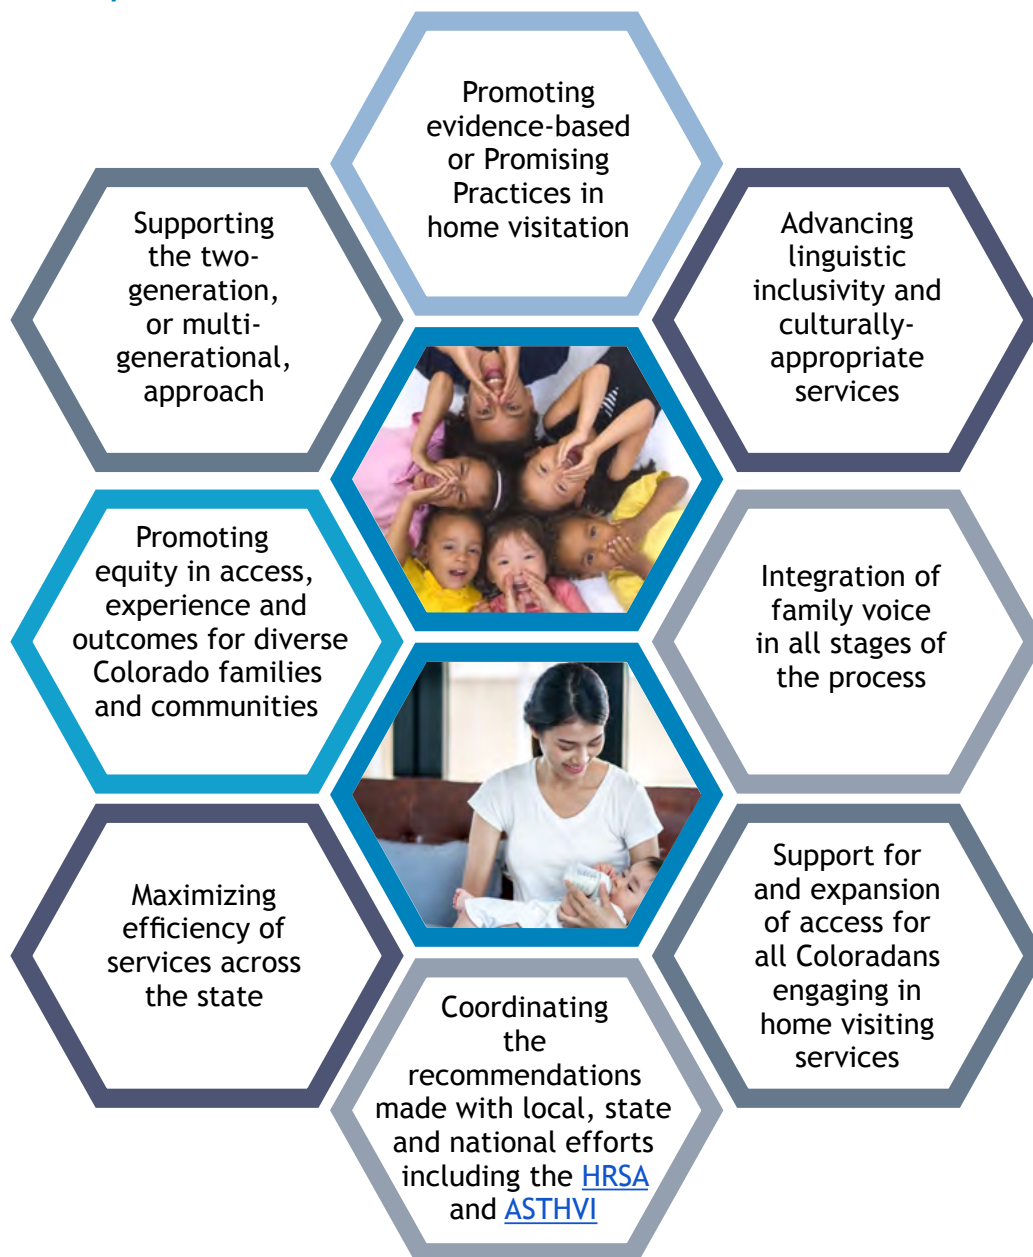 Promoting
evidence-based
or Promising
Practices in
home visitation
Supporting
the two-
generation,
or multi-
generational,
approach
Advancing
linguistic
inclusivity and
culturally-
appropriate
services
Promoting
equity in access,
experience and
outcomes for diverse
Colorado families
and communities
Integration of
family voice
in all stages of
the process
Maximizing
efficiency of
services across
the state
Support for
and expansion
of access for
all Coloradans
engaging in
home visiting
services
Coordinating
the
recommendations
made with local, state
and national efforts
including the HRSA
and ASTHVI